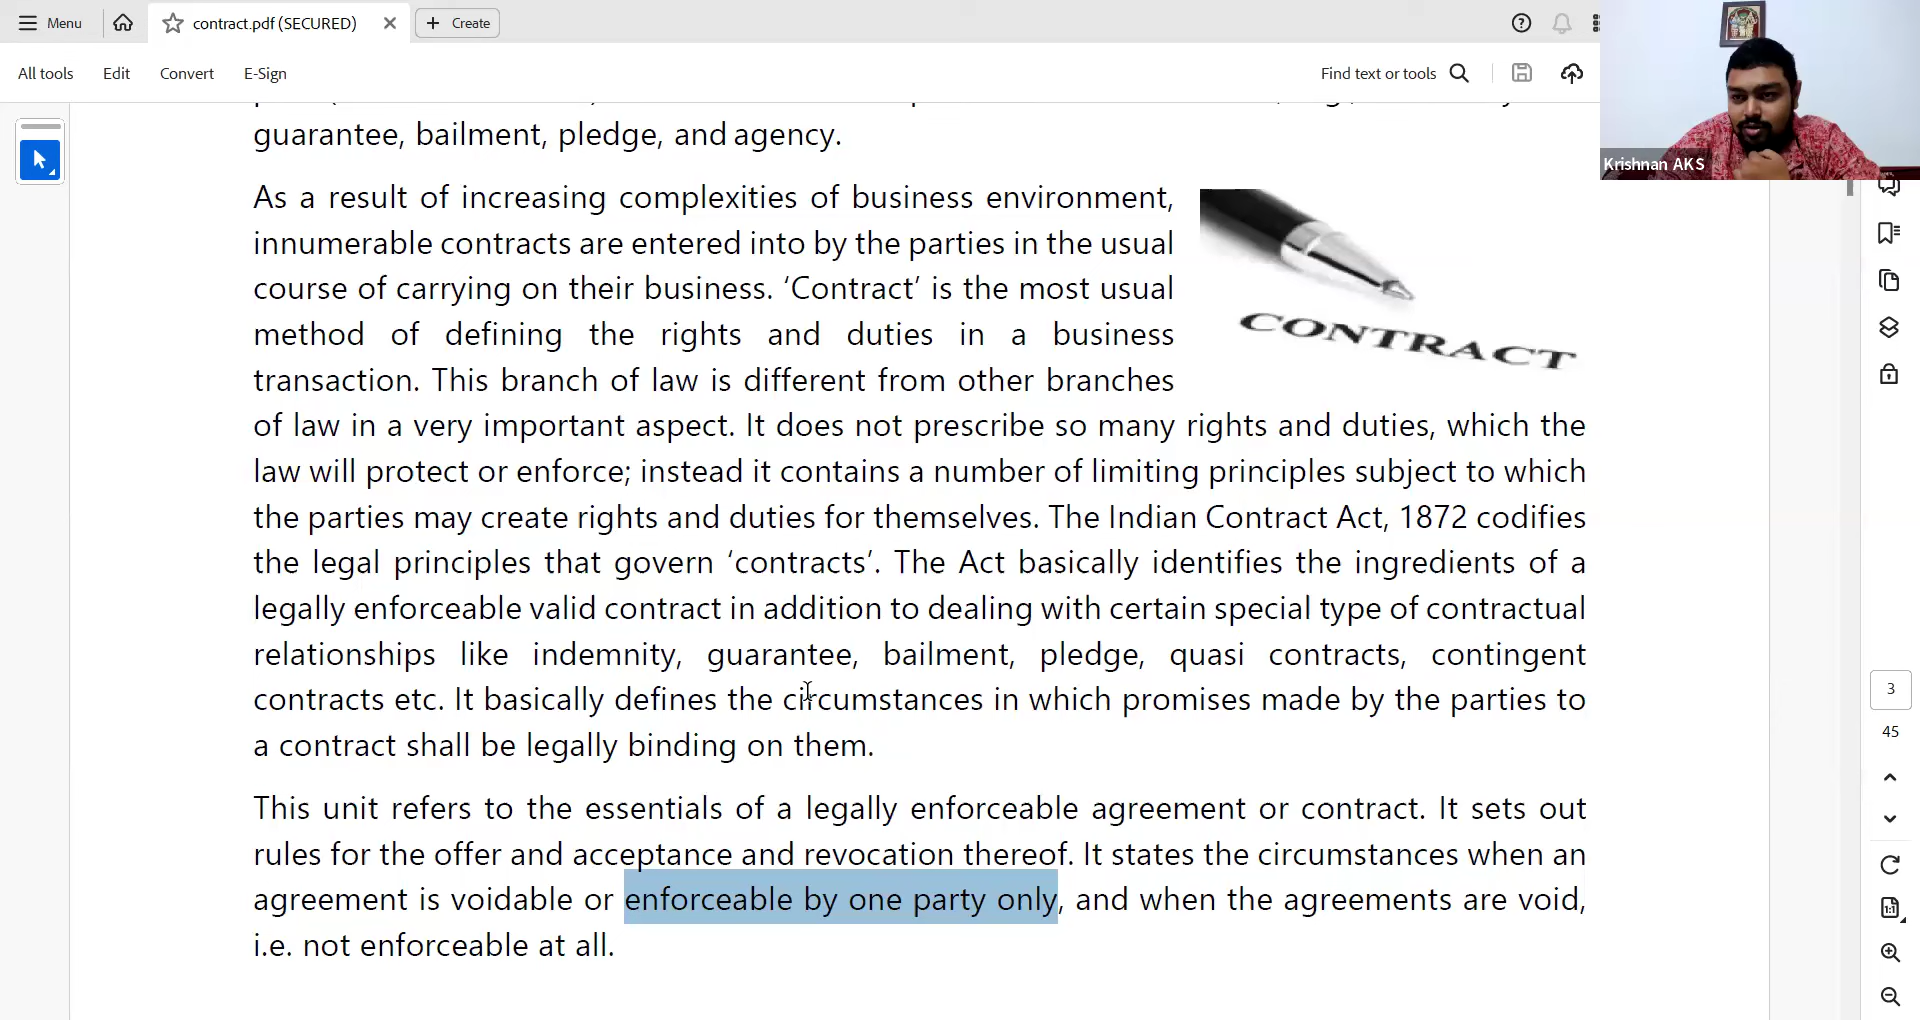 Menu
contract.pdf (SECURED)
Create
All tools
Edit
Convert
E-Sign
Find text or tools
Krishnan AKS
guarantee, bailment, pledge, and agency.
As a result of increasing complexities of business environment,
innumerable contracts are entered into by the parties in the usual
course of carrying on their business. ‘Contract’ is the most usual
method of defining the rights and duties in a business
transaction. This branch of law is different from other branches
of law in a very important aspect. It does not prescribe so many rights and duties, which the
law will protect or enforce; instead it contains a number of limiting principles subject to which
the parties may create rights and duties for themselves. The Indian Contract Act, 1872 codifies
the legal principles that govern ‘contracts’. The Act basically identifies the ingredients of a
legally enforceable valid contract in addition to dealing with certain special type of contractual
relationships like indemnity, guarantee, bailment, pledge, quasi contracts, contingent
contracts etc. It basically defines the circumstances in which promises made by the parties to
a contract shall be legally binding on them.
CONTRACT
This unit refers to the essentials of a legally enforceable agreement or contract. It sets out
rules for the offer and acceptance and revocation thereof. It states the circumstances when an
agreement is voidable or enforceable by one party only, and when the agreements are void,
i.e. not enforceable at all.
3
45
1:1